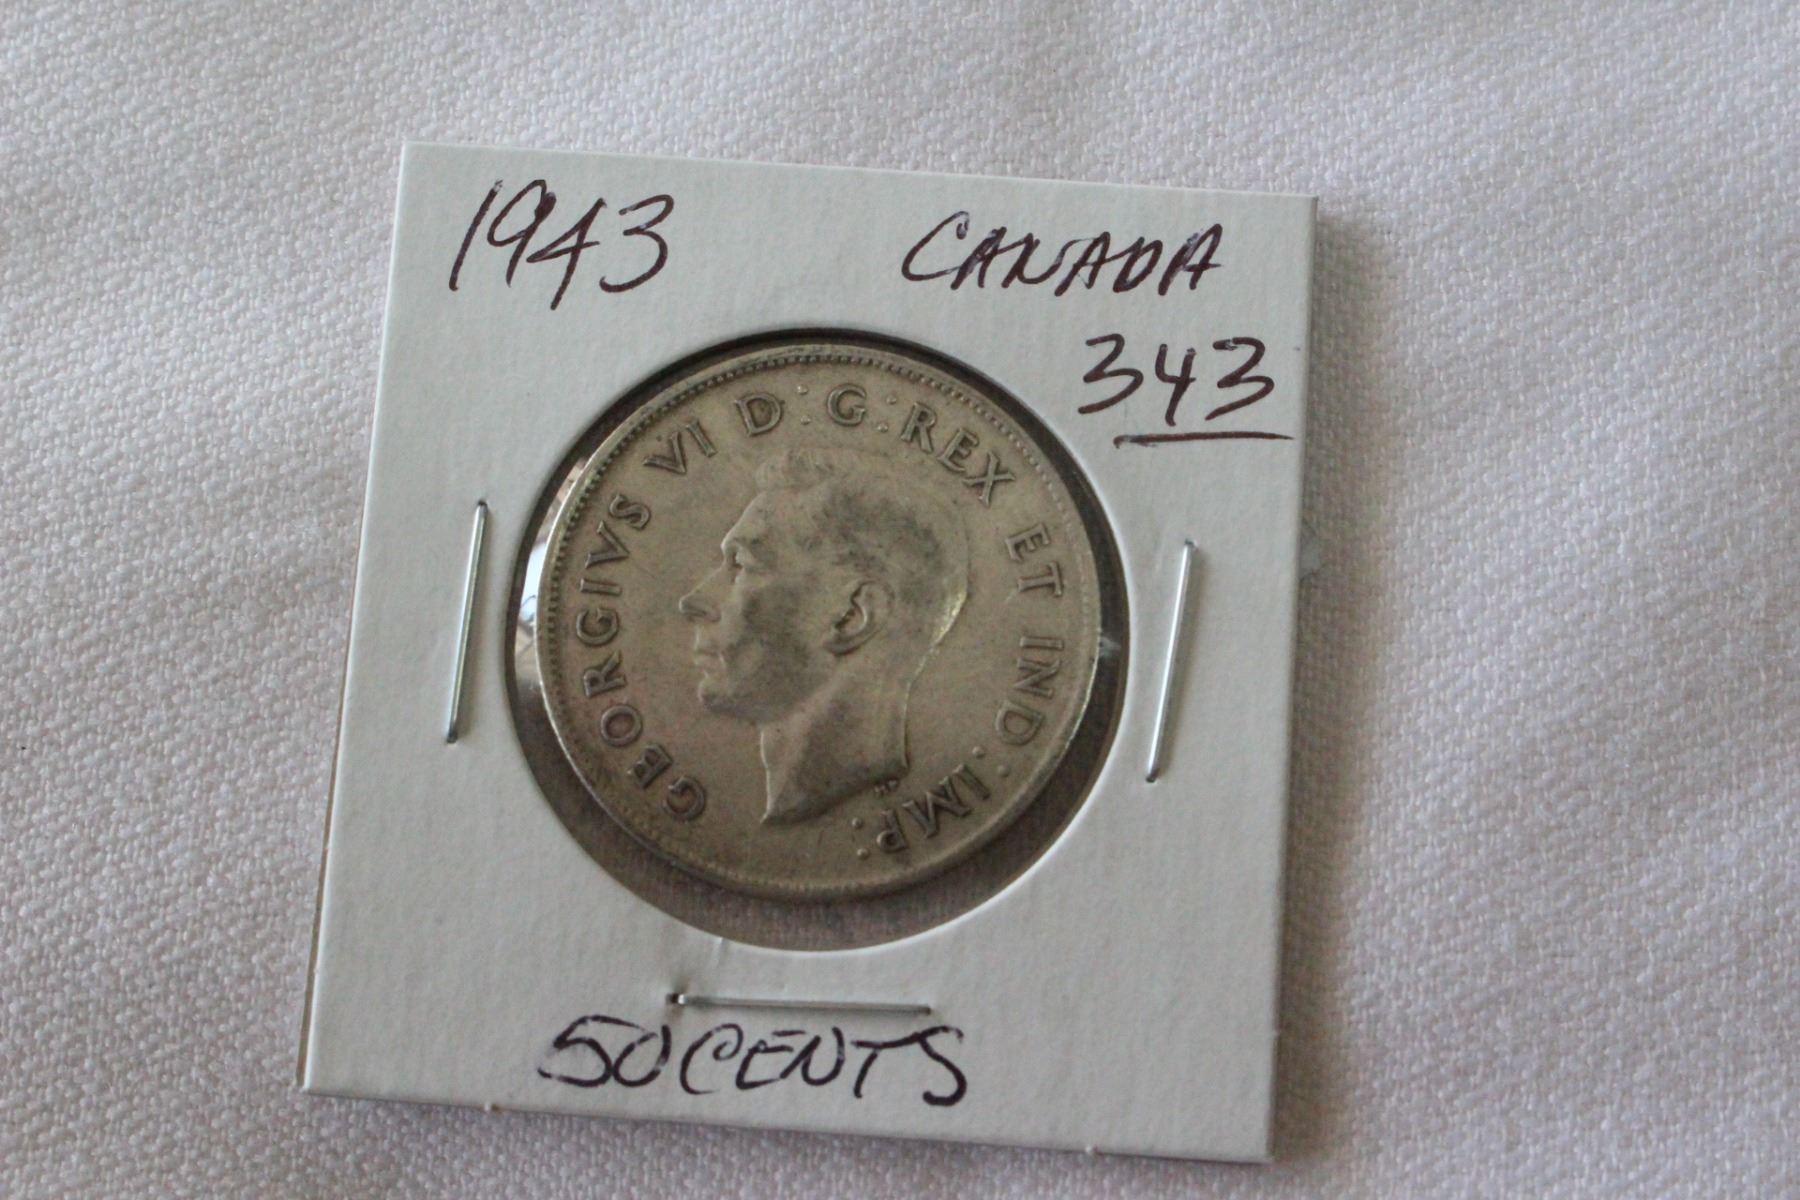 1943 CANADA
343
GEORGIVS VI D:G:REX ET IND:IMP:
50 CENTS